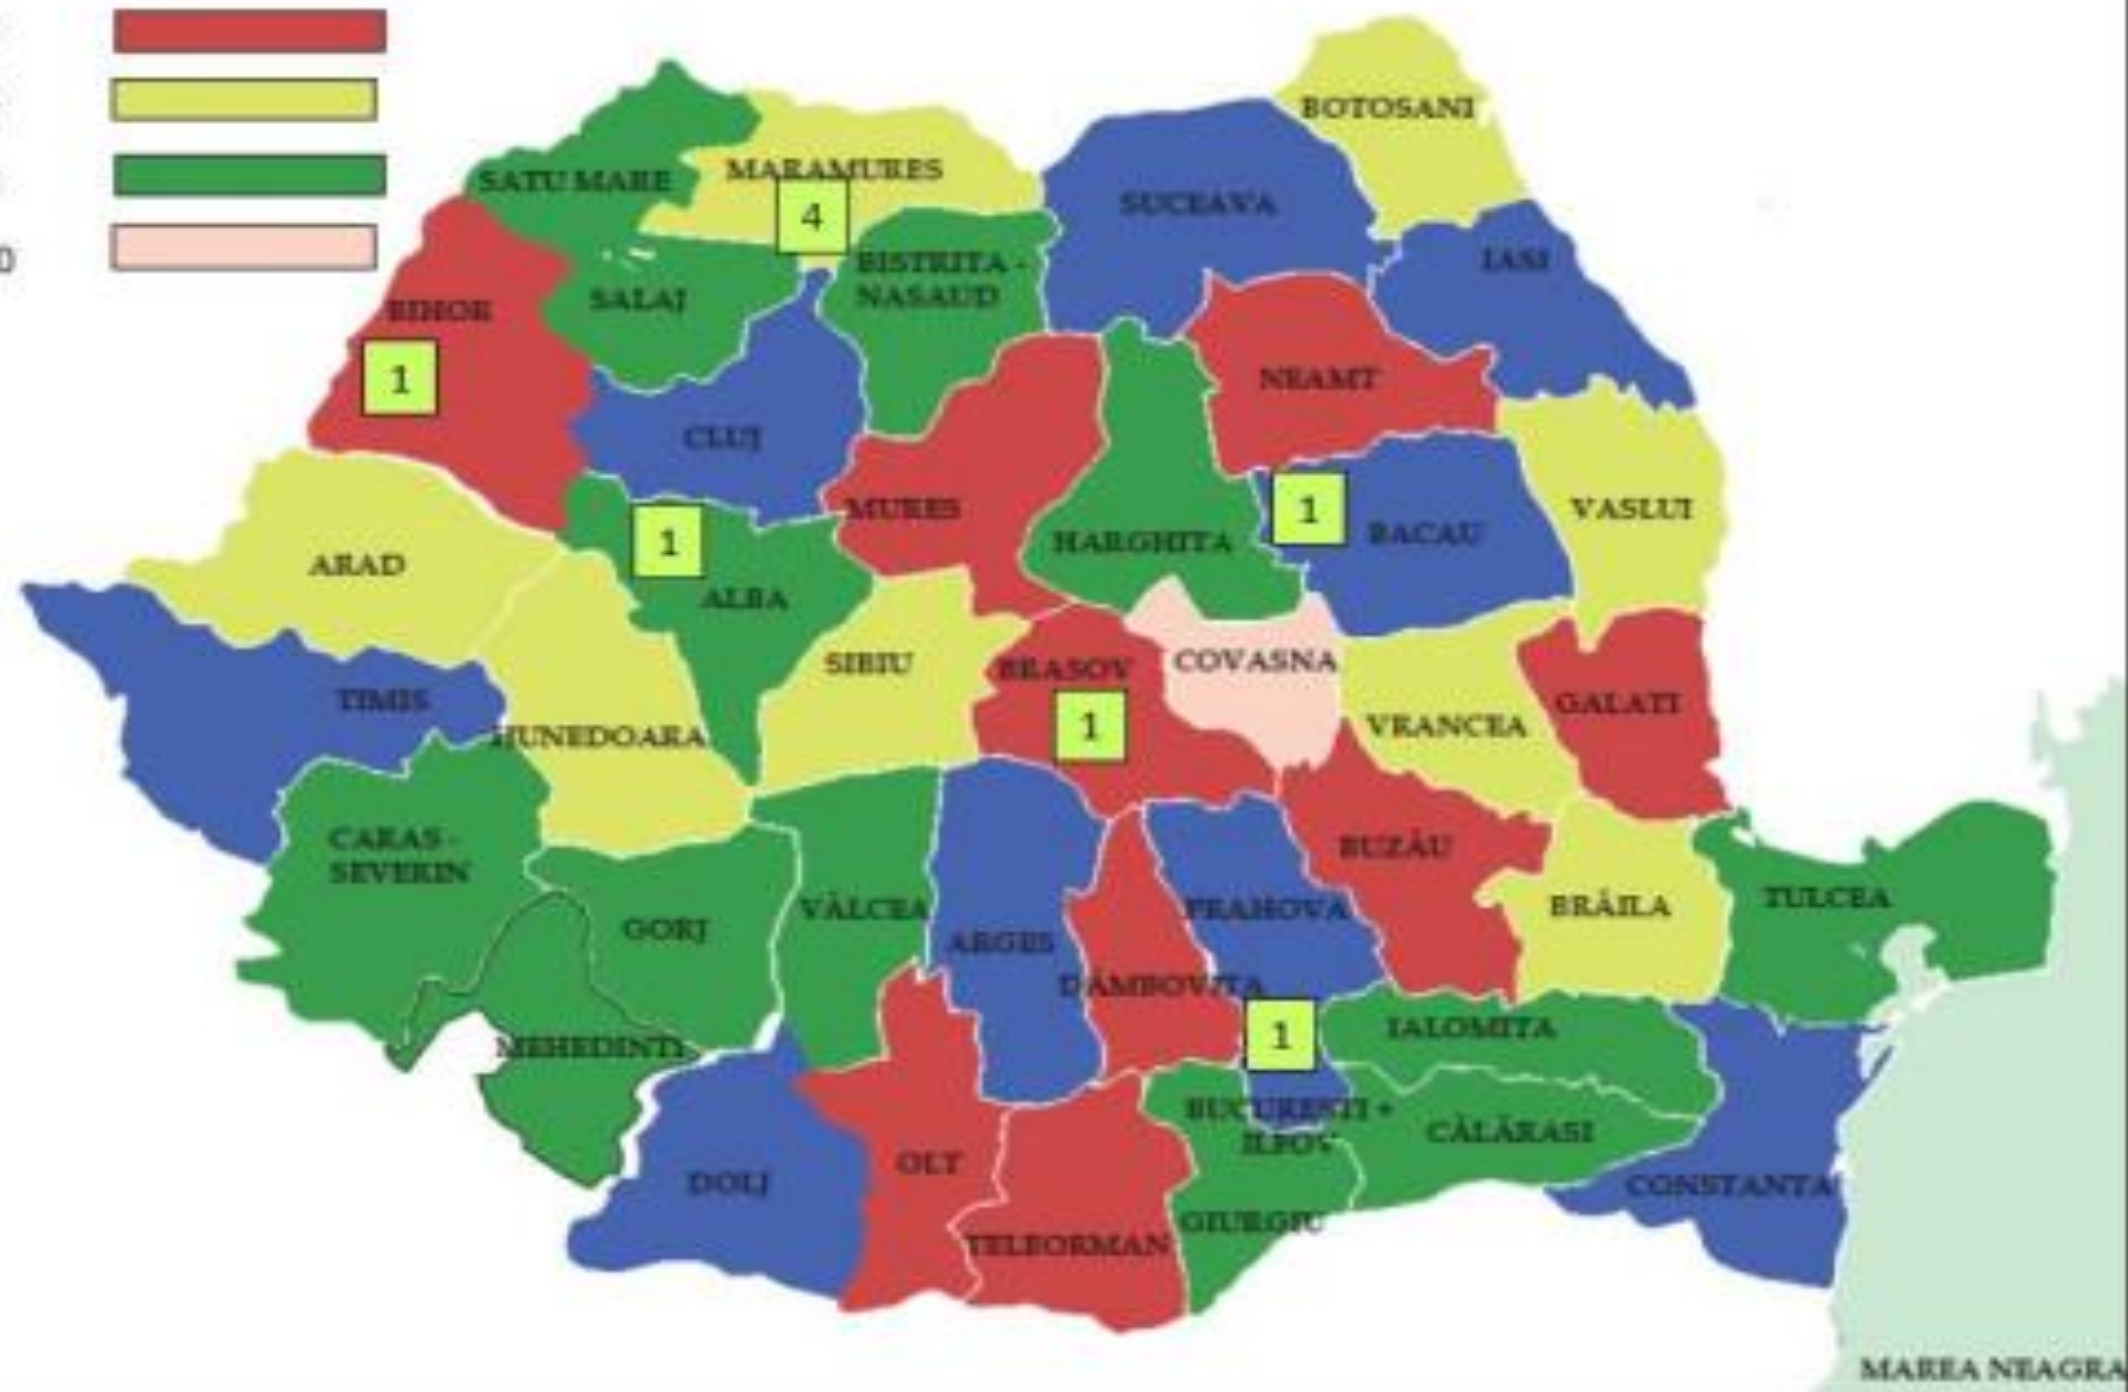 0
BOTOSANI
SATU MARE
MARAMURES
4
SUCEAVA
IASI
BISTRITA -
NASAUD
SALAJ
BIHOR
1
NEAMT
CLUJ
MURES
HARGHITA
1
BACAU
VASLUI
ARAD
1
ALBA
SIBIU
BRASOV
1
COVASNA
TIMIS
HUNEDOARA
VRANCEA
GALATI
CARAS -
SEVERIN
GORJ
VÂLCEA
ARGES
DÂMBOVITA
PRAHOVA
BUZĂU
BRĂILA
TULCEA
MEHEDINTI
1
IALOMITA
BUCURESTI +
ILFOV
CĂLĂRASI
DOLJ
OLT
TELEORMAN
GIURGIU
CONSTANTA
MAREA NEAGRA